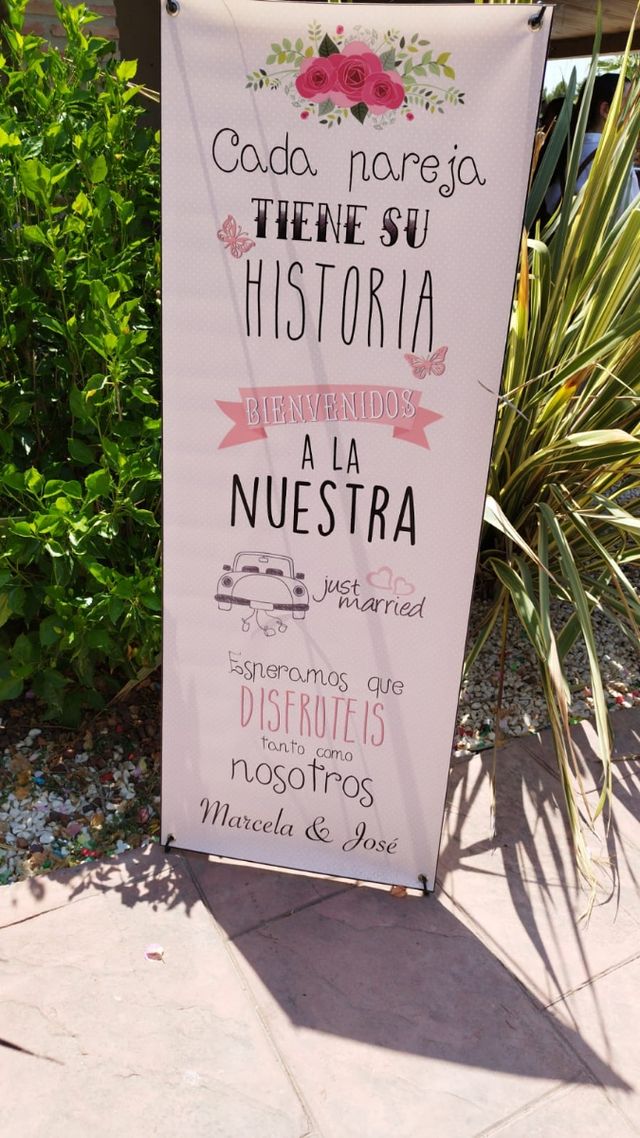 Cada pareja
TIENE SU
HISTORIA
BIENVENIDOS
A LA
NUESTRA
just
married
Esperamos que
DISFRUTEIS
tanto como
nosotros
Marcela & José